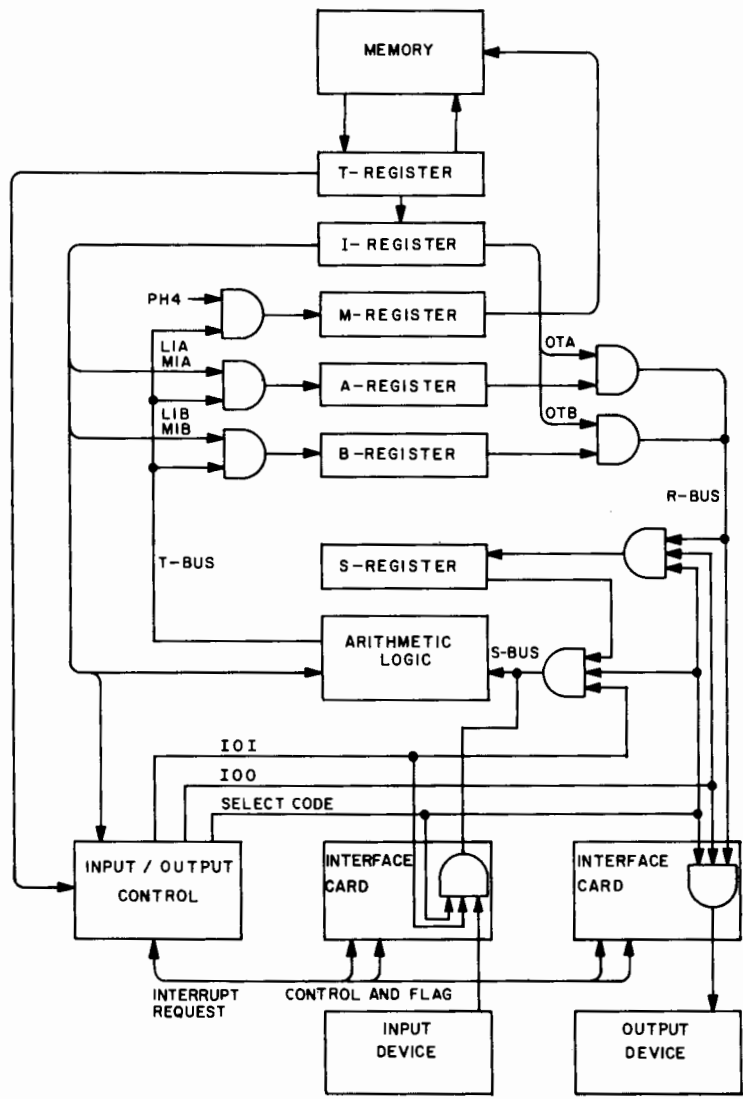 MEMORY
T-REGISTER
I-REGISTER
PH4
M-REGISTER
OTA
LIA
MIA
A-REGISTER
LIB
MIB
OTB
B-REGISTER
R-BUS
T-BUS
S-REGISTER
ARITHMETIC
LOGIC
S-BUS
IOI
IOO
SELECT CODE
INPUT / OUTPUT
CONTROL
INTERFACE
CARD
INTERFACE
CARD
INTERRUPT
REQUEST
CONTROL AND FLAG
INPUT
DEVICE
OUTPUT
DEVICE